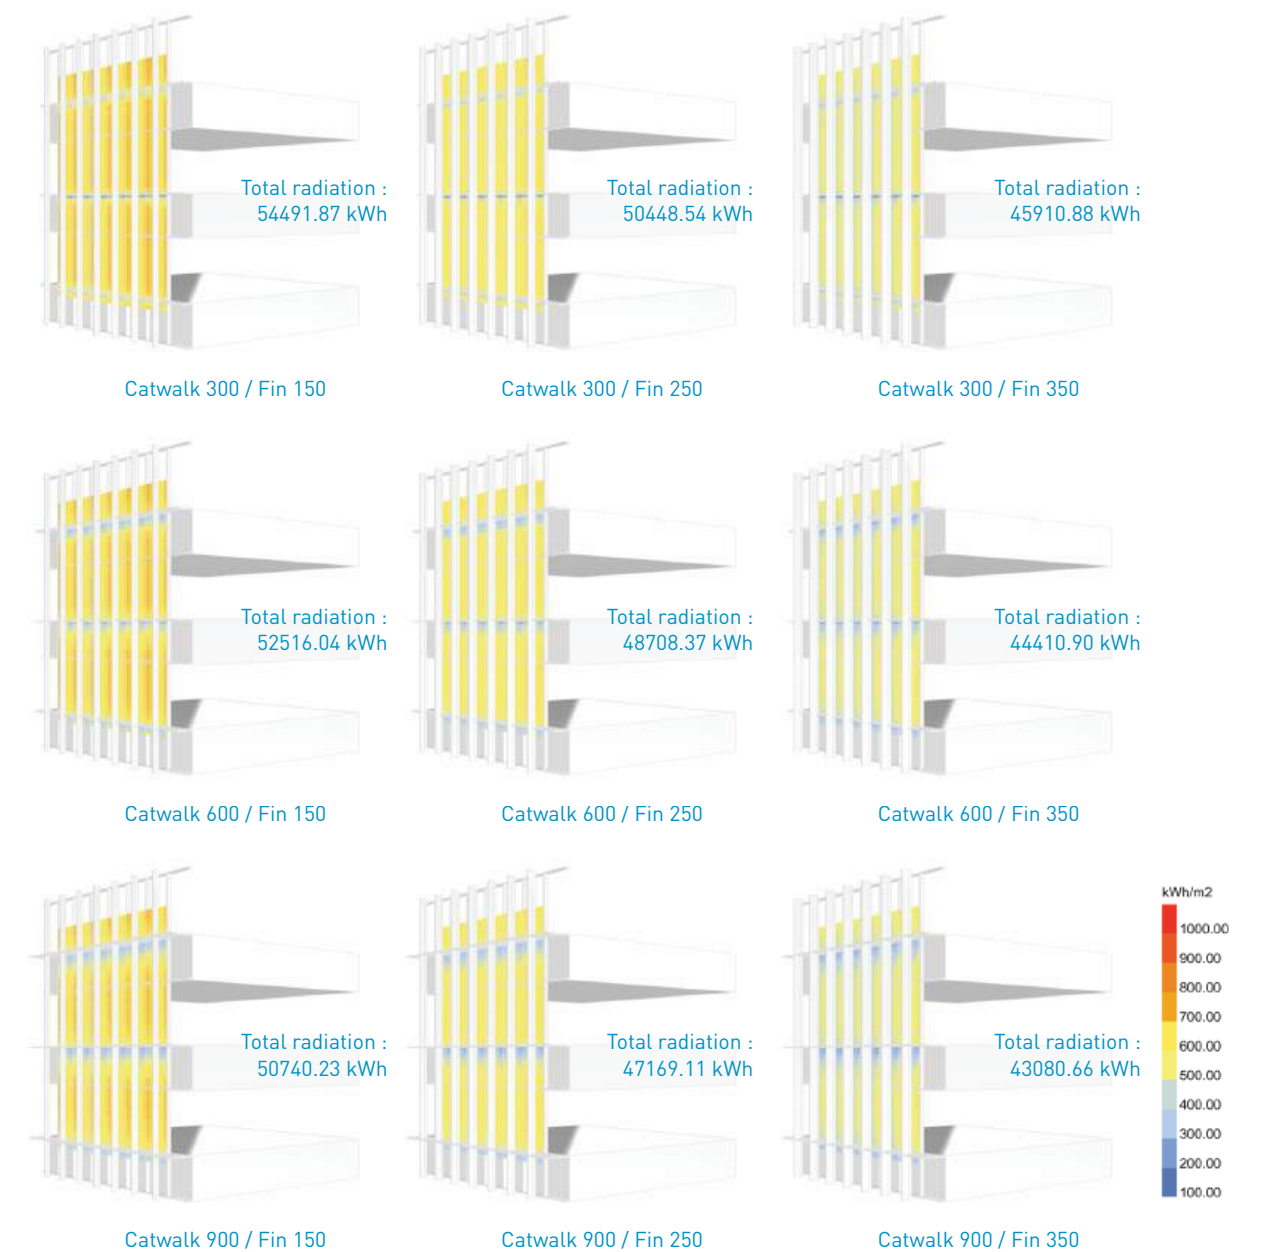 Total radiation :
54491.87 kWh
Total radiation :
50448.54 kWh
Total radiation :
45910.88 kWh
Catwalk 300 / Fin 150
Catwalk 300 / Fin 250
Catwalk 300 / Fin 350
Total radiation :
52516.04 kWh
Total radiation :
48708.37 kWh
Total radiation :
44410.90 kWh
Catwalk 600 / Fin 150
Catwalk 600 / Fin 250
Catwalk 600 / Fin 350
Total radiation :
50740.23 kWh
Total radiation :
47169.11 kWh
Total radiation :
43080.66 kWh
kWh/m2
1000.00
900.00
800.00
700.00
600.00
500.00
400.00
300.00
200.00
100.00
Catwalk 900 / Fin 150
Catwalk 900 / Fin 250
Catwalk 900 / Fin 350